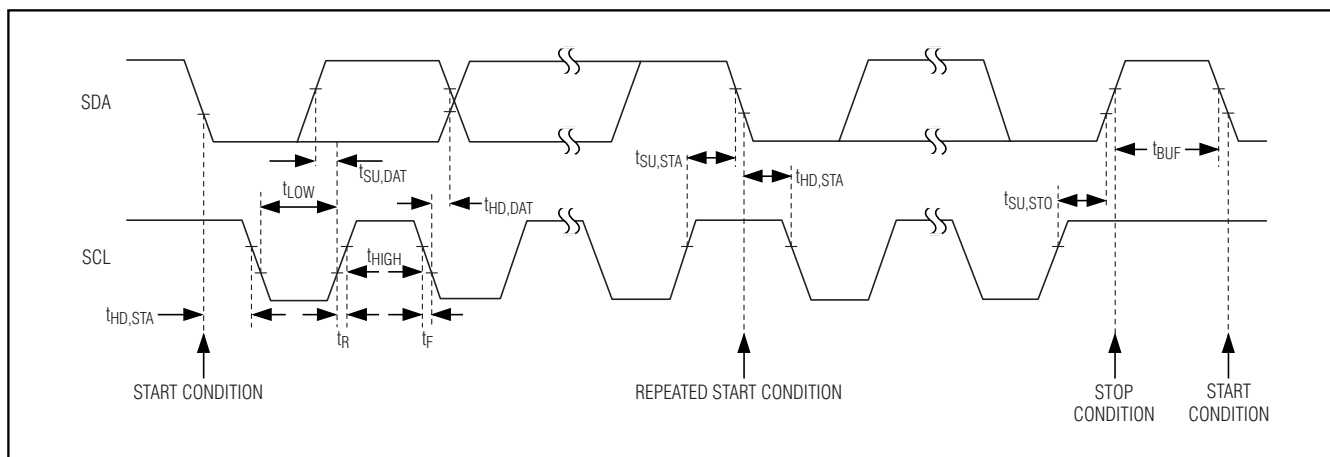 SDA
tSU,DAT
tLOW
tHD,DAT
tSU,STA
tHD,STA
tBUF
tSU,STO
SCL
tHIGH
tHD,STA
tR
tF
START CONDITION
REPEATED START CONDITION
STOP
CONDITION
START
CONDITION